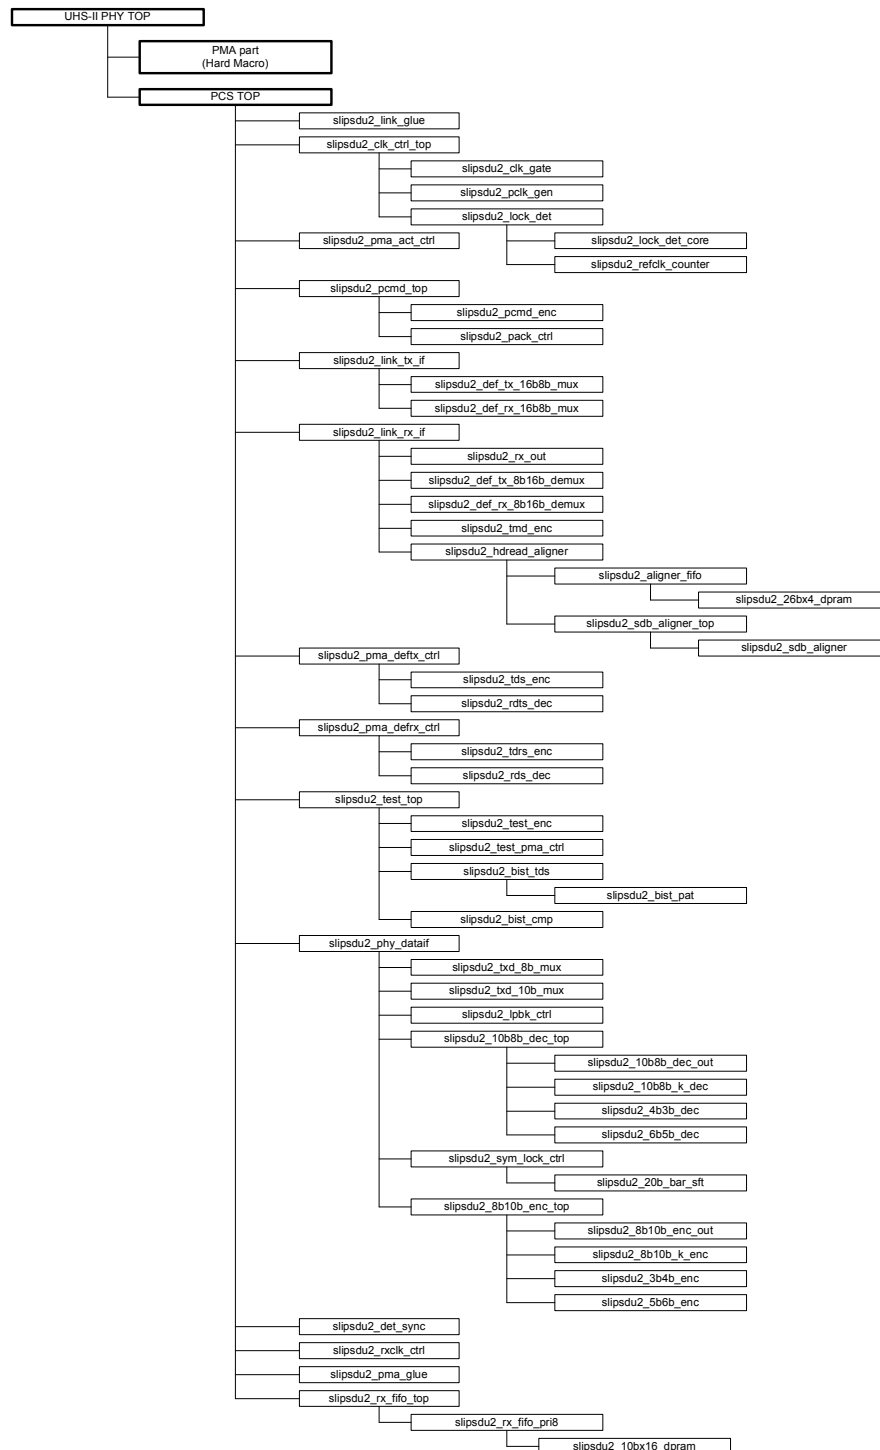 UHS-II PHY TOP
PMA part
(Hard Macro)
PCS TOP
slipsdu2_link_glue
slipsdu2_clk_ctrl_top
slipsdu2_clk_gate
slipsdu2_pclk_gen
slipsdu2_lock_det
slipsdu2_pma_act_ctrl
slipsdu2_lock_det_core
slipsdu2_refclk_counter
slipsdu2_pcmd_top
slipsdu2_pcmd_enc
slipsdu2_pack_ctrl
slipsdu2_link_tx_if
slipsdu2_def_tx_16b8b_mux
slipsdu2_def_rx_16b8b_mux
slipsdu2_link_rx_if
slipsdu2_rx_out
slipsdu2_def_tx_8b16b_demux
slipsdu2_def_rx_8b16b_demux
slipsdu2_tmd_enc
slipsdu2_hdread_aligner
slipsdu2_aligner_fifo
slipsdu2_26bx4_dpram
slipsdu2_sdb_aligner_top
slipsdu2_sdb_aligner
slipsdu2_pma_deftx_ctrl
slipsdu2_tds_enc
slipsdu2_rdts_dec
slipsdu2_pma_defrx_ctrl
slipsdu2_tdrs_enc
slipsdu2_rds_dec
slipsdu2_test_top
slipsdu2_test_enc
slipsdu2_test_pma_ctrl
slipsdu2_bist_tds
slipsdu2_bist_pat
slipsdu2_bist_cmp
slipsdu2_phy_dataif
slipsdu2_txd_8b_mux
slipsdu2_txd_10b_mux
slipsdu2_lpbk_ctrl
slipsdu2_10b8b_dec_top
slipsdu2_10b8b_dec_out
slipsdu2_10b8b_k_dec
slipsdu2_4b3b_dec
slipsdu2_6b5b_dec
slipsdu2_sym_lock_ctrl
slipsdu2_20b_bar_sft
slipsdu2_8b10b_enc_top
slipsdu2_8b10b_enc_out
slipsdu2_8b10b_k_enc
slipsdu2_3b4b_enc
slipsdu2_5b6b_enc
slipsdu2_det_sync
slipsdu2_rxclk_ctrl
slipsdu2_pma_glue
slipsdu2_rx_fifo_top
slipsdu2_rx_fifo_pri8
slipsdu2_10bx16_dpram